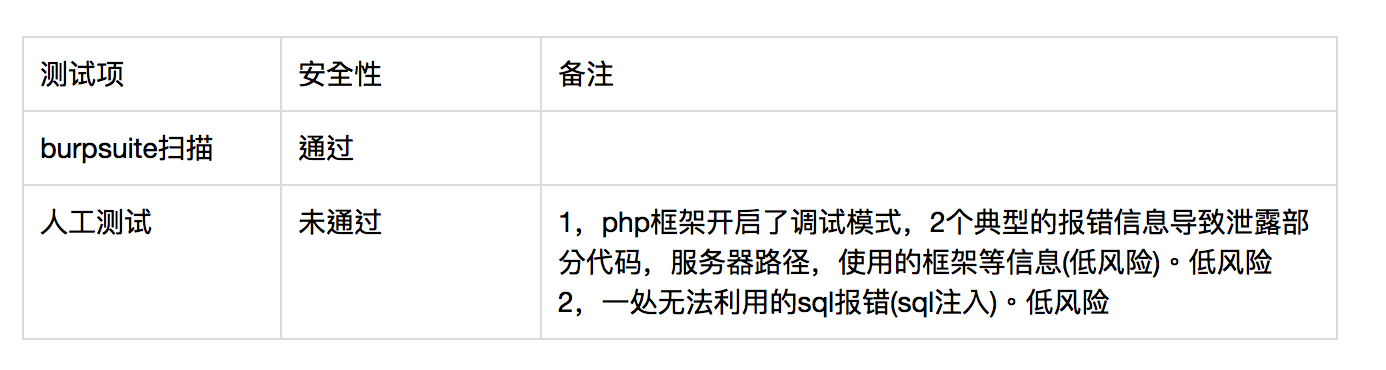 测试项 安全性 备注
burpsuite扫描 通过
人工测试 未通过 1，php框架开启了调试模式，2个典型的报错信息导致泄露部
分代码，服务器路径，使用的框架等信息(低风险)。低风险
2，一处无法利用的sql报错(sql注入)。低风险